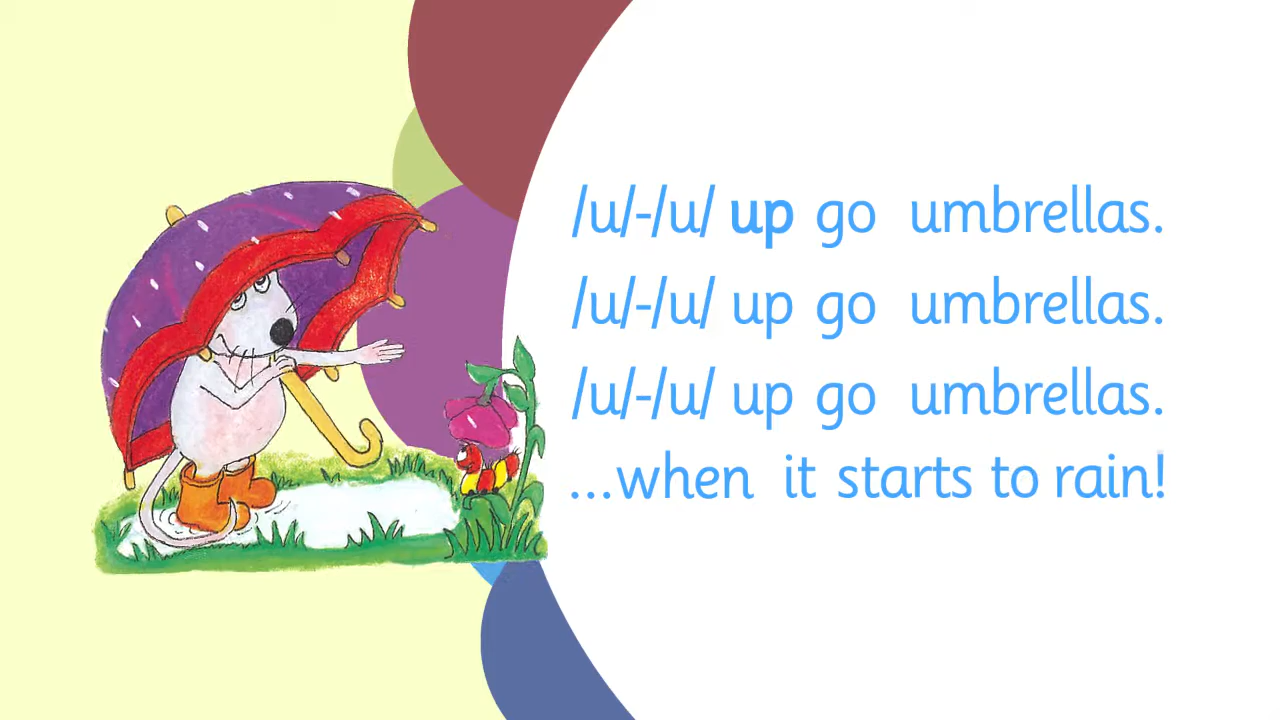 /u/-/u/ up go umbrellas.
/u/-/u/ up go umbrellas.
/u/-/u/ up go umbrellas.
...when it starts to rain!